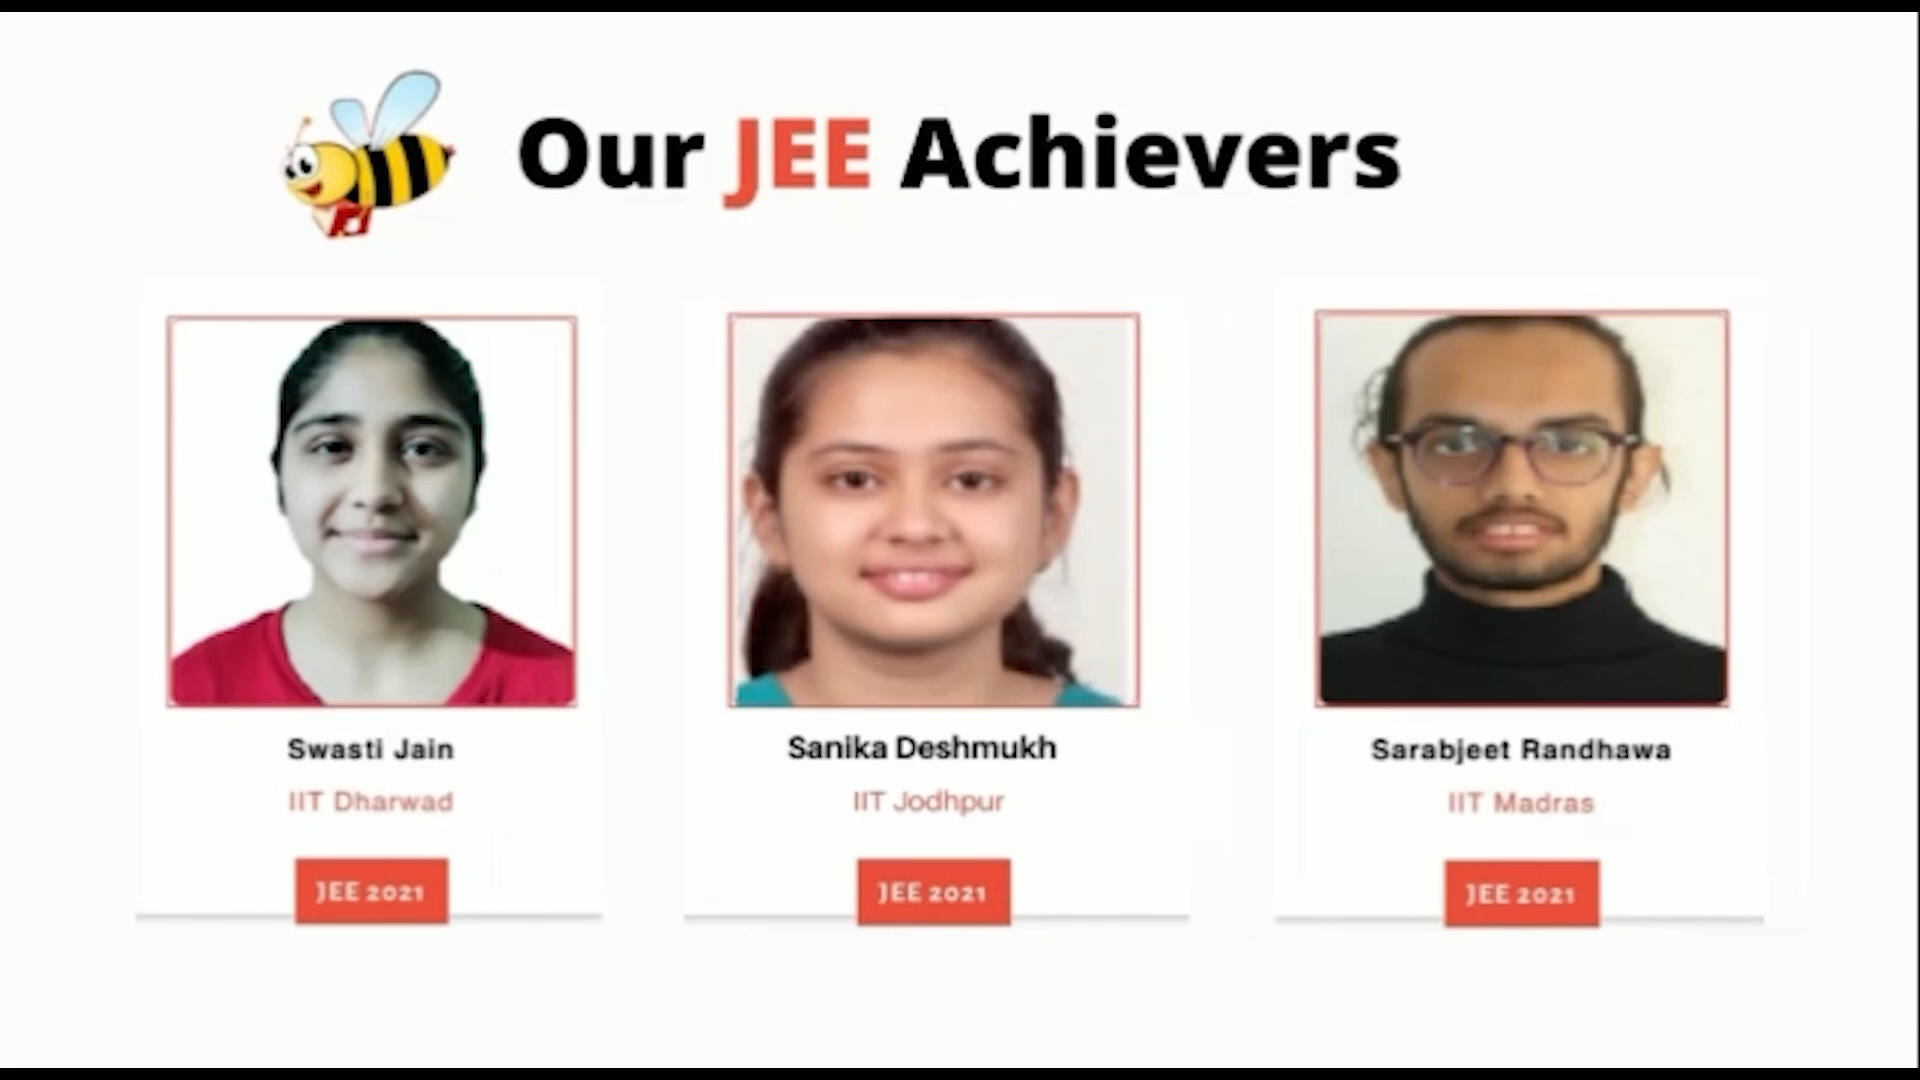 Our JEE Achievers
Swasti Jain
IIT Dharwad
JEE 2021
Sanika Deshmukh
IIT Jodhpur
JEE 2021
Sarabjeet Randhawa
IIT Madras
JEE 2021